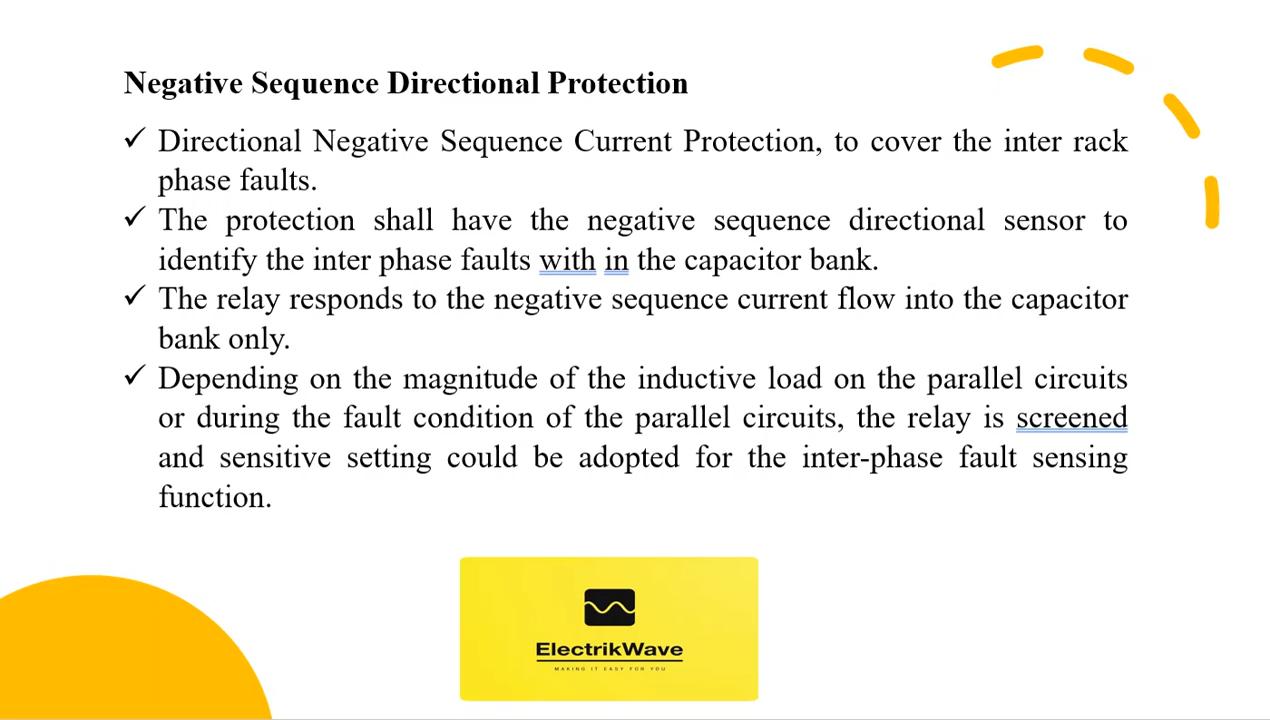 Negative Sequence Directional Protection
✓ Directional Negative Sequence Current Protection, to cover the inter rack
phase faults.
✓ The protection shall have the negative sequence directional sensor to
identify the inter phase faults with in the capacitor bank.
✓ The relay responds to the negative sequence current flow into the capacitor
bank only.
✓ Depending on the magnitude of the inductive load on the parallel circuits
or during the fault condition of the parallel circuits, the relay is screened
and sensitive setting could be adopted for the inter-phase fault sensing
function.
ElectrikWave
MAKING IT EASY FOR YOU